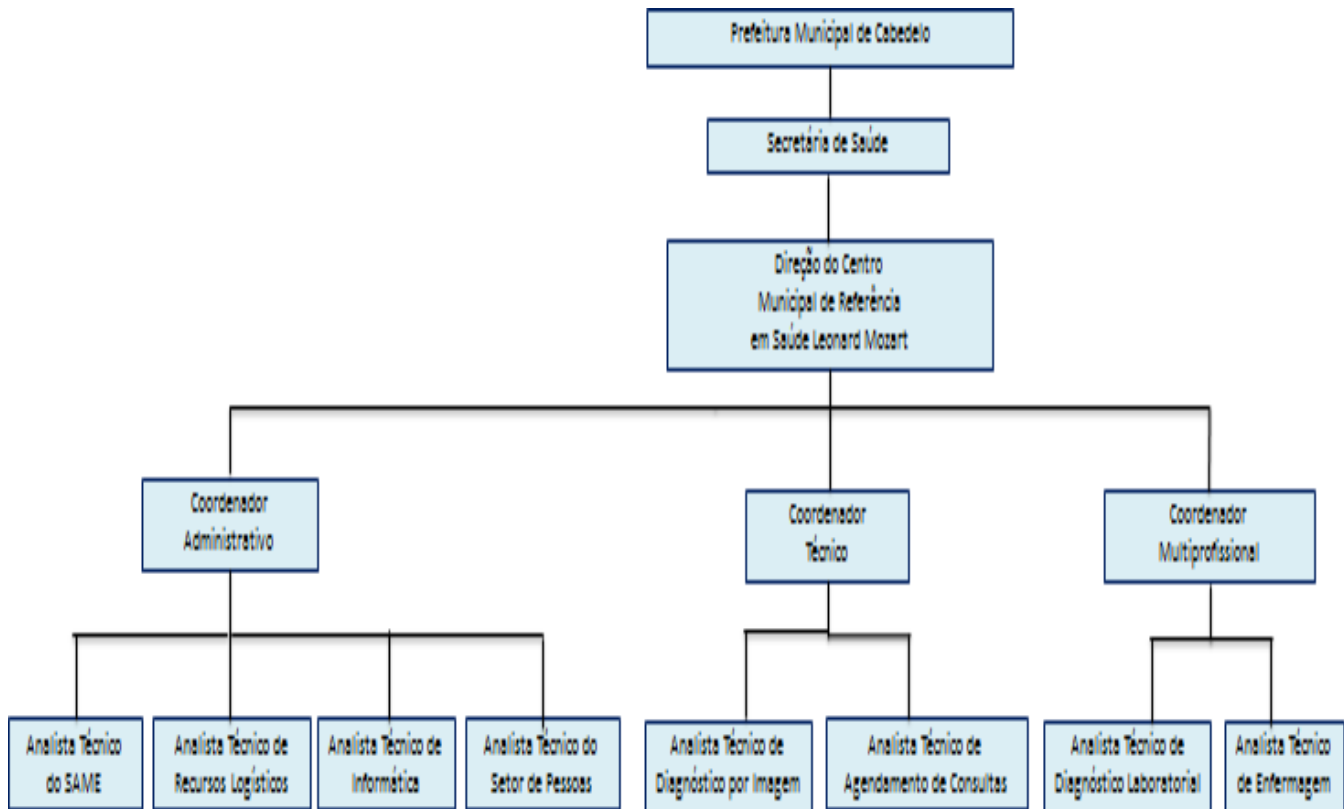 Prefeitura Municipal de Cabedelo
Secretária de Saúde
Direção do Centro
Municipal de Referência
em Saúde Leonard Mozart
Coordenador
Administrativo
Coordenador
Técnico
Coordenador
Multiprofissional
Analista Técnico
do SAME
Analista Técnico de
Recursos Logísticos
Analista Técnico de
Informática
Analista Técnico do
Setor de Pessoas
Analista Técnico de
Diagnóstico por Imagem
Analista Técnico de
Agendamento de Consultas
Analista Técnico de
Diagnóstico Laboratorial
Analista Técnico
de Enfermagem